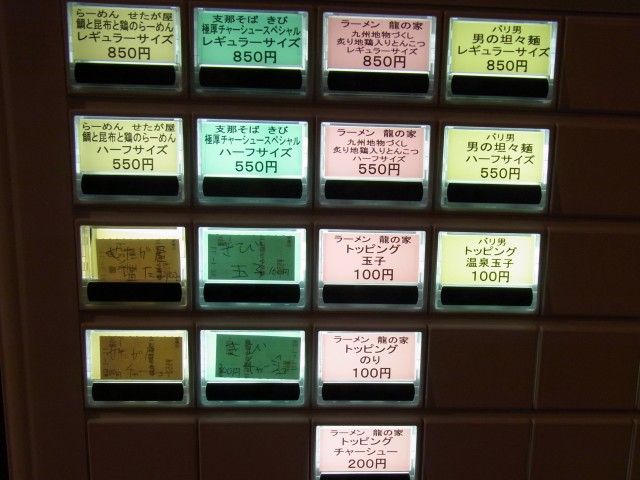 らーめん せたが屋
鯛と昆布と鶏のらーめん
レギュラーサイズ
850円
支那そば きび
極厚チャーシュースペシャル
レギュラーサイズ
850円
ラーメン 龍の家
九州地物づくし
炙り地鶏入りとんこつ
レギュラーサイズ
850円
バリ男
男の坦々麺
レギュラーサイズ
850円
らーめん せたが屋
鯛と昆布と鶏のらーめん
ハーフサイズ
550円
支那そば きび
極厚チャーシュースペシャル
ハーフサイズ
550円
ラーメン 龍の家
九州地物づくし
炙り地鶏入りとんこつ
ハーフサイズ
550円
バリ男
男の坦々麺
ハーフサイズ
550円
きび
玉子
ラーメン 龍の家
トッピング
玉子
100円
バリ男
トッピング
温泉玉子
100円
きび
ラーメン 龍の家
トッピング
のり
100円
ラーメン 龍の家
トッピング
チャーシュー
200円